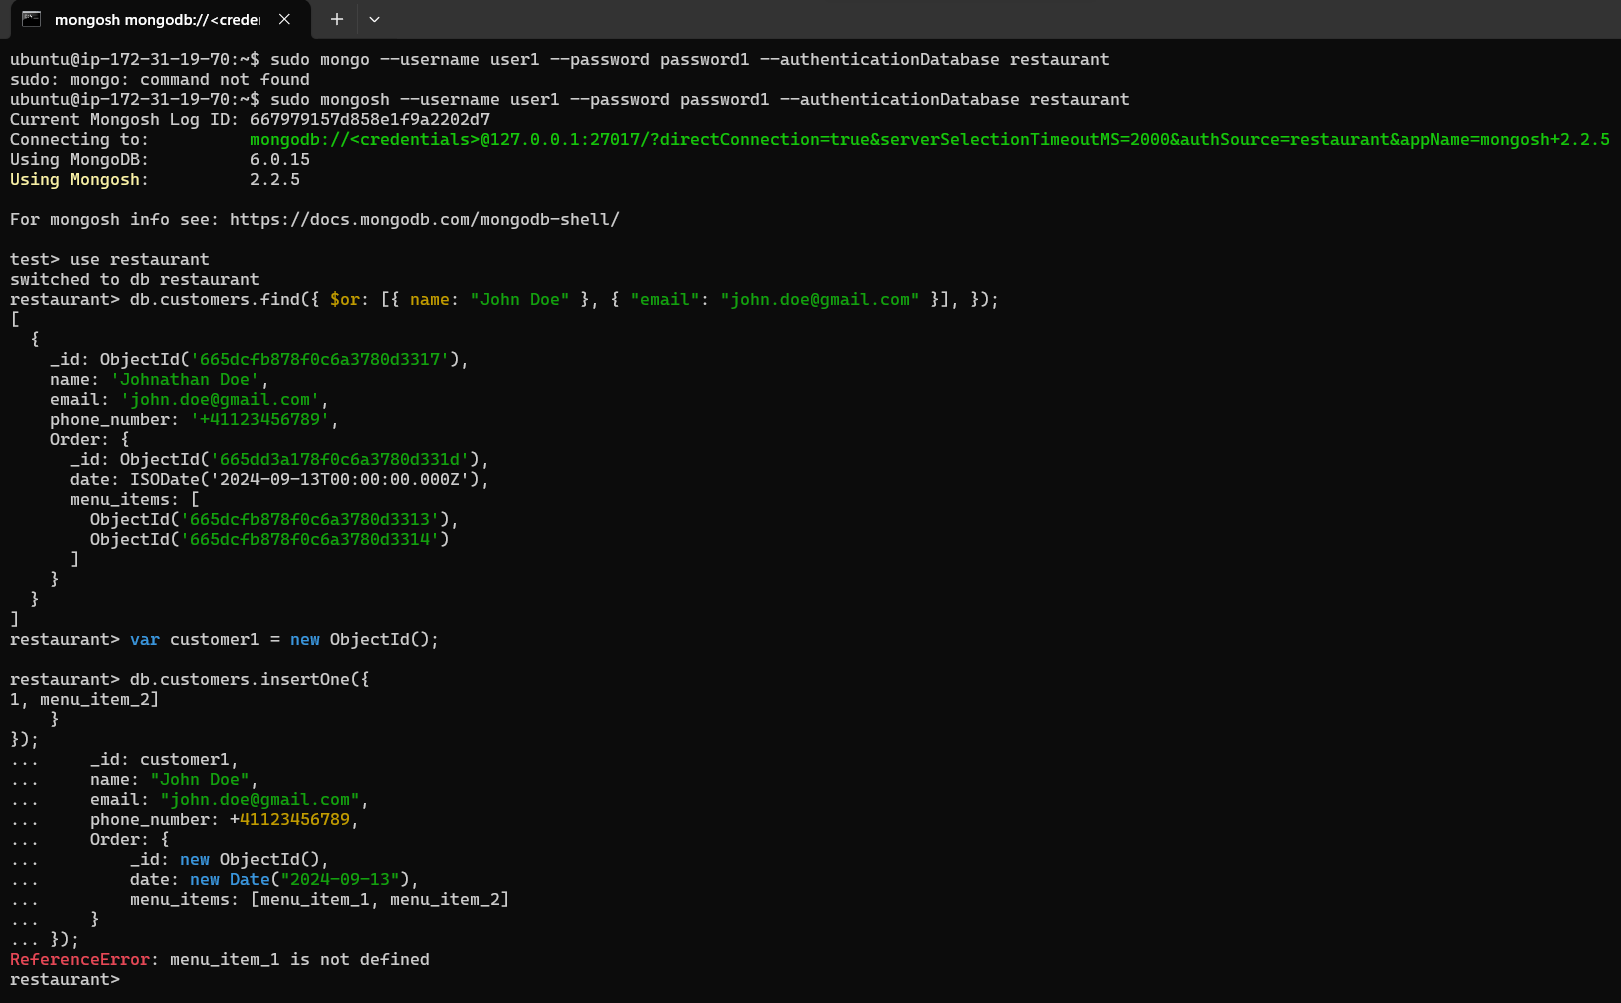 mongosh mongodb://<crede
ubuntu@ip-172-31-19-70:~$ sudo mongo --username user1 --password password1 --authenticationDatabase restaurant
sudo: mongo: command not found
ubuntu@ip-172-31-19-70:~$ sudo mongosh --username user1 --password password1 --authenticationDatabase restaurant
Current Mongosh Log ID: 667979157d858e1f9a2202d7
Connecting to:          mongodb://<credentials>@127.0.0.1:27017/?directConnection=true&serverSelectionTimeoutMS=2000&authSource=restaurant&appName=mongosh+2.2.5
Using MongoDB:          6.0.15
Using Mongosh:          2.2.5

For mongosh info see: https://docs.mongodb.com/mongodb-shell/

test> use restaurant
switched to db restaurant
restaurant> db.customers.find({ $or: [{ name: "John Doe" }, { "email": "john.doe@gmail.com" }], });
[
  {
    _id: ObjectId('665dcfb878f0c6a3780d3317'),
    name: 'Johnathan Doe',
    email: 'john.doe@gmail.com',
    phone_number: '+41123456789',
    Order: {
      _id: ObjectId('665dd3a178f0c6a3780d331d'),
      date: ISODate('2024-09-13T00:00:00.000Z'),
      menu_items: [
        ObjectId('665dcfb878f0c6a3780d3313'),
        ObjectId('665dcfb878f0c6a3780d3314')
      ]
    }
  }
]
restaurant> var customer1 = new ObjectId();

restaurant> db.customers.insertOne({
1, menu_item_2]
    }
});
...     _id: customer1,
...     name: "John Doe",
...     email: "john.doe@gmail.com",
...     phone_number: +41123456789,
...     Order: {
...         _id: new ObjectId(),
...         date: new Date("2024-09-13"),
...         menu_items: [menu_item_1, menu_item_2]
...     }
... });
ReferenceError: menu_item_1 is not defined
restaurant>